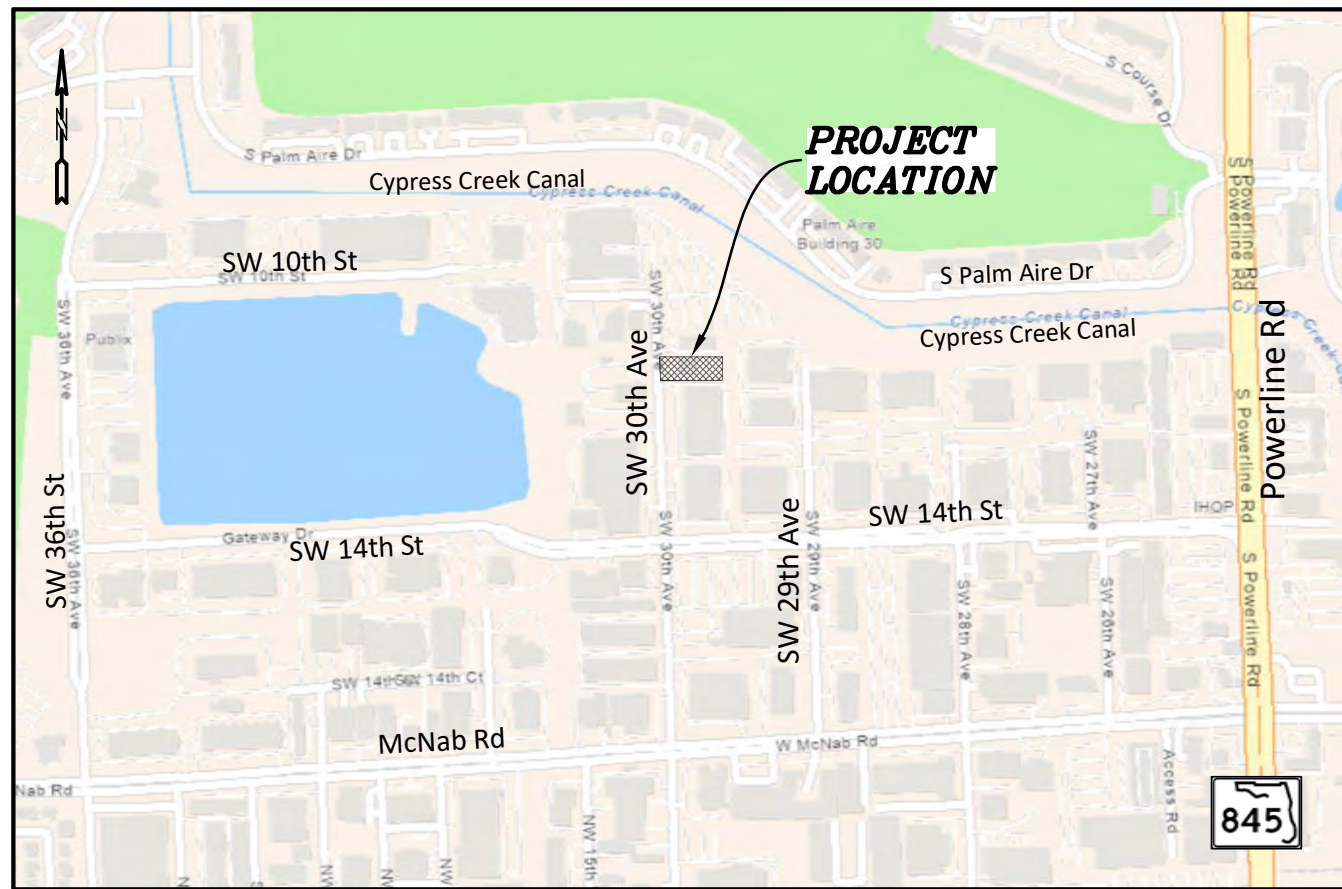 S Course Dr
PROJECT
LOCATION
S Palm Aire Dr
Cypress Creek Canal
Cypress Creek Canal
Palm Aire
Building 30
S Powerline Rd
S Powerline Rd
SW 10th St
SW 10th St
S Palm Aire Dr
Cypress Creek Canal
Cypress Creek Canal
SW 36th Ave
Publix
SW 30th Ave
SW 30th Ave
Powerline Rd
S Powerline Rd
SW 27th Ave
IHOP
SW 36th St
SW 36th Ave
Gateway Dr
SW 14th St
SW 30th Ave
SW 29th Ave
SW 29th Ave
SW 14th St
S Powerline Rd
SW 28th Ave
SW 26th Ave
SW 14th Ct
McNab Rd
W McNab Rd
Nab Rd
Access Rd
NW 15th
NW
NW
NW
845
N